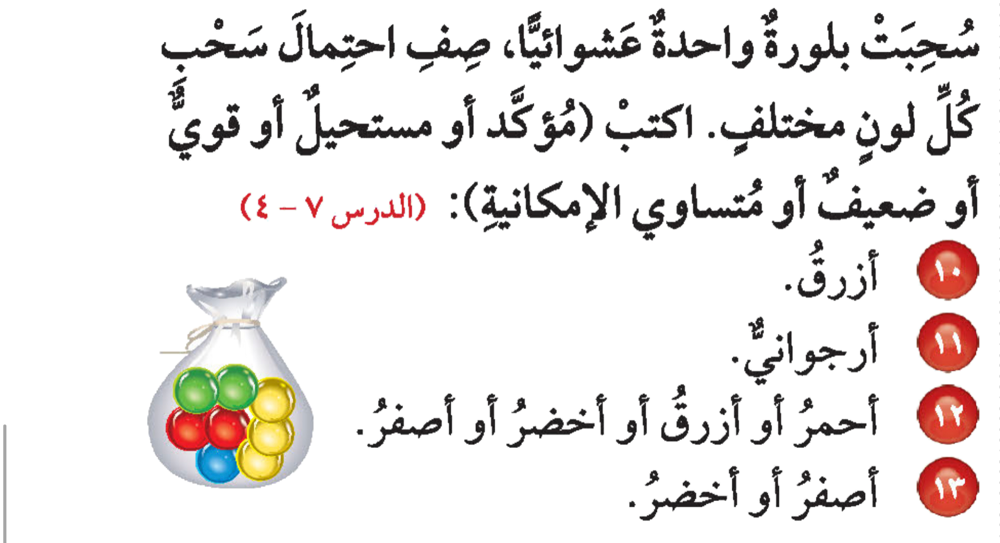 سُحِبَتْ بلورةٌ واحدةٌ عَشوائيًّا، صِفِ احتِمالَ سَحْبِ
كُلِّ لونٍ مختلفٍ. اكتبْ (مُؤكَّد أو مستحيلٌ أو قويٌّ
أو ضعيفٌ أو مُتساوي الإمكانيةِ): (الدرس ٧ – ٤)
١٠ أزرقُ.
١١ أرجوانيٌّ.
١٢ أحمرُ أو أزرقُ أو أخضرُ أو أصفرُ.
١٣ أصفرُ أو أخضرُ.